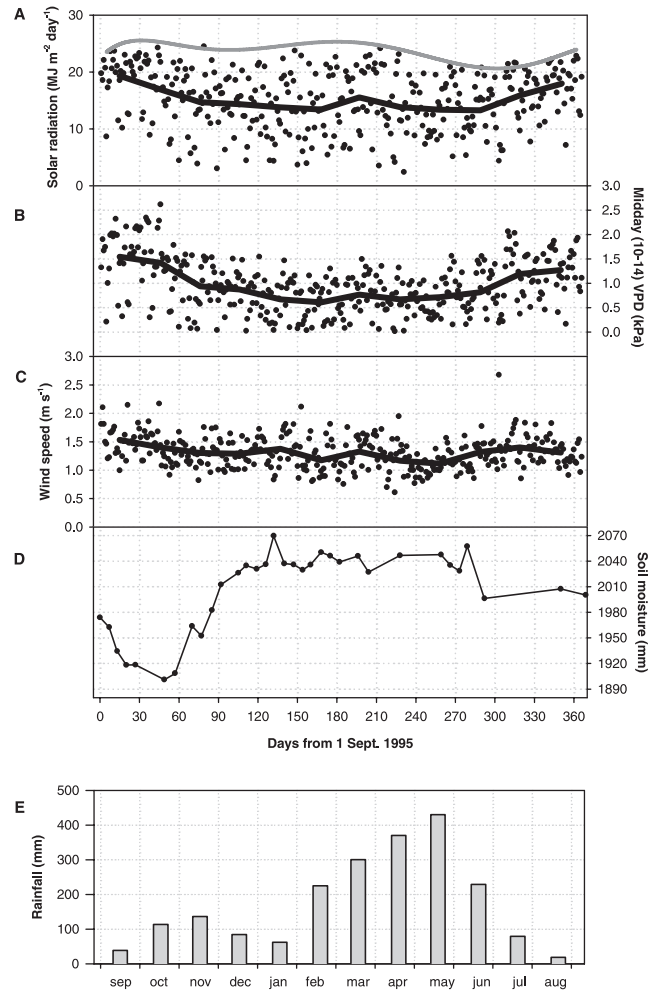 A
30
20
10
0
Solar radiation (MJ m-2 day-1)
B
3.0
2.5
2.0
1.5
1.0
0.5
0.0
Midday (10-14) VPD (kPa)
C
3.0
2.5
2.0
1.5
1.0
0.5
0.0
Wind speed (m s-1)
D
2070
2040
2010
1980
1950
1920
1890
Soil moisture (mm)
0 30 60 90 120 150 180 210 240 270 300 330 360
Days from 1 Sept. 1995
E
500
400
300
200
100
0
Rainfall (mm)
sep oct nov dec jan feb mar apr may jun jul aug